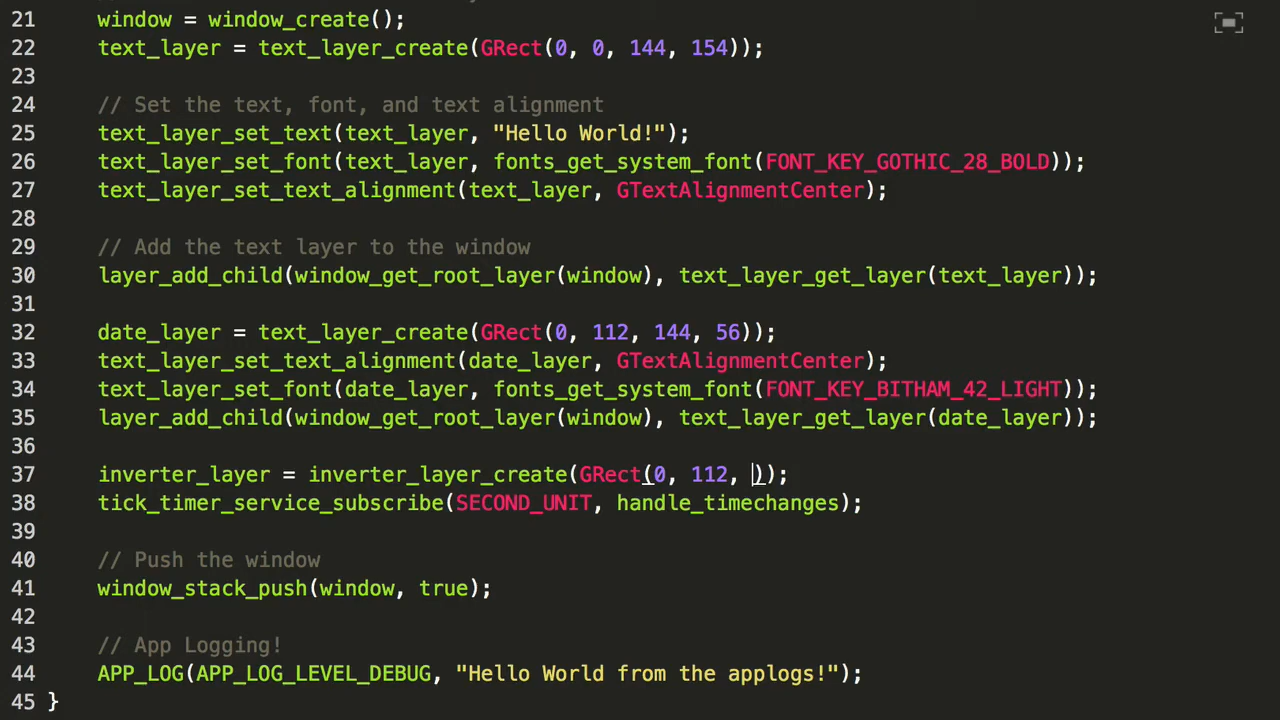 21 window = window_create();
22 text_layer = text_layer_create(GRect(0, 0, 144, 154));
23
24 // Set the text, font, and text alignment
25 text_layer_set_text(text_layer, "Hello World!");
26 text_layer_set_font(text_layer, fonts_get_system_font(FONT_KEY_GOTHIC_28_BOLD));
27 text_layer_set_text_alignment(text_layer, GTextAlignmentCenter);
28
29 // Add the text layer to the window
30 layer_add_child(window_get_root_layer(window), text_layer_get_layer(text_layer));
31
32 date_layer = text_layer_create(GRect(0, 112, 144, 56));
33 text_layer_set_text_alignment(date_layer, GTextAlignmentCenter);
34 text_layer_set_font(date_layer, fonts_get_system_font(FONT_KEY_BITHAM_42_LIGHT));
35 layer_add_child(window_get_root_layer(window), text_layer_get_layer(date_layer));
36
37 inverter_layer = inverter_layer_create(GRect(0, 112, ));
38 tick_timer_service_subscribe(SECOND_UNIT, handle_timechanges);
39
40 // Push the window
41 window_stack_push(window, true);
42
43 // App Logging!
44 APP_LOG(APP_LOG_LEVEL_DEBUG, "Hello World from the applogs!");
45 }